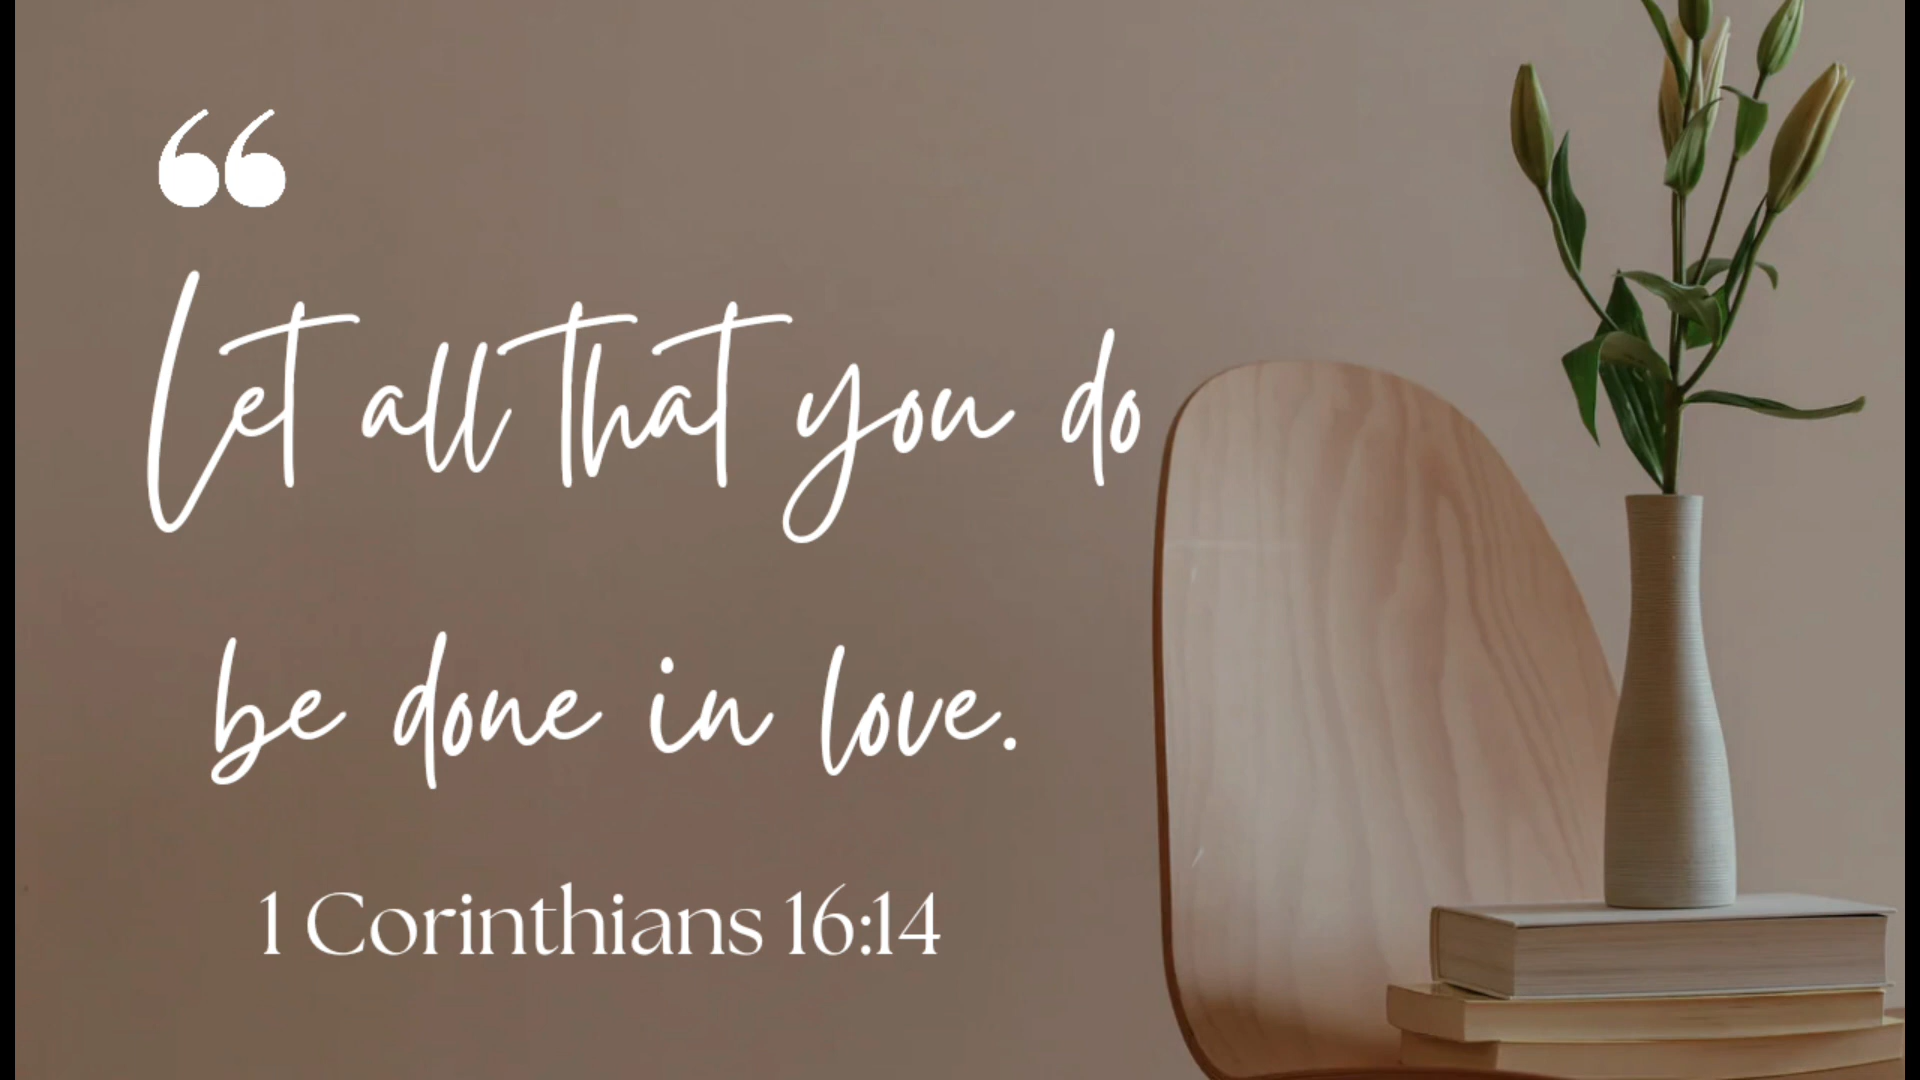 “
Let all that you do
be done in love.
1 Corinthians 16:14